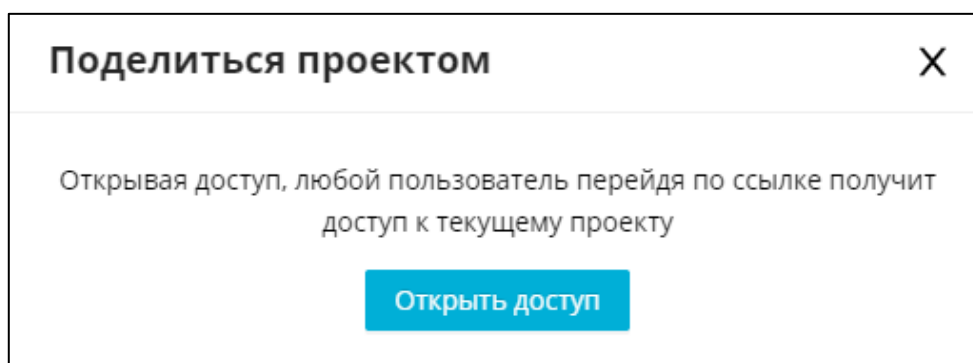 Поделиться проектом
Открывая доступ, любой пользователь перейдя по ссылке получит
доступ к текущему проекту
Открыть доступ